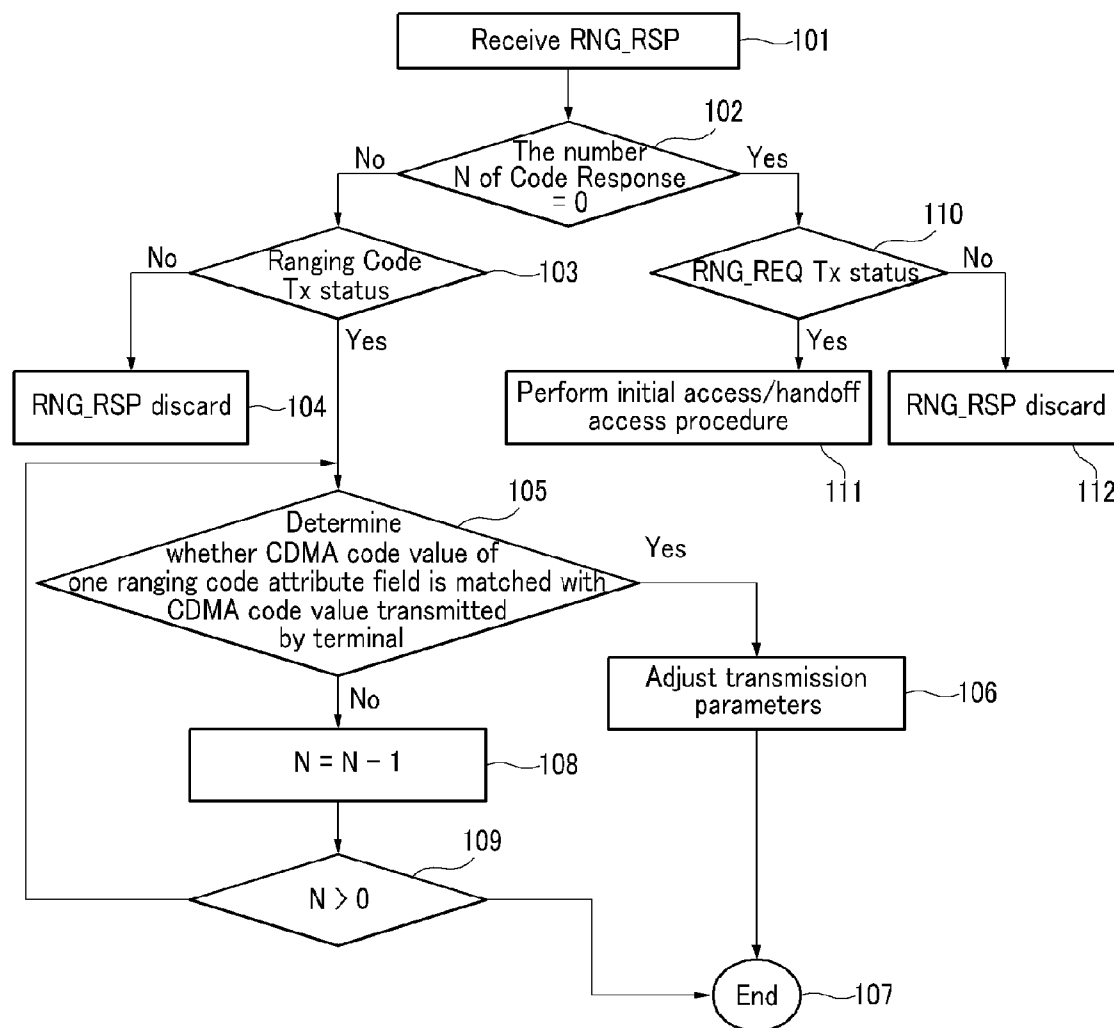 Receive RNG_RSP
101
102
The number
N of Code Response
= 0
No
Yes
110
Ranging Code
Tx status
103
No
Yes
RNG_REQ Tx status
No
Yes
RNG_RSP discard
104
Perform initial access/handoff
access procedure
111
RNG_RSP discard
112
105
Determine
whether CDMA code value of
one ranging code attribute field is matched with
CDMA code value transmitted
by terminal
Yes
No
Adjust transmission
parameters
106
N = N - 1
108
109
N > 0
End
107